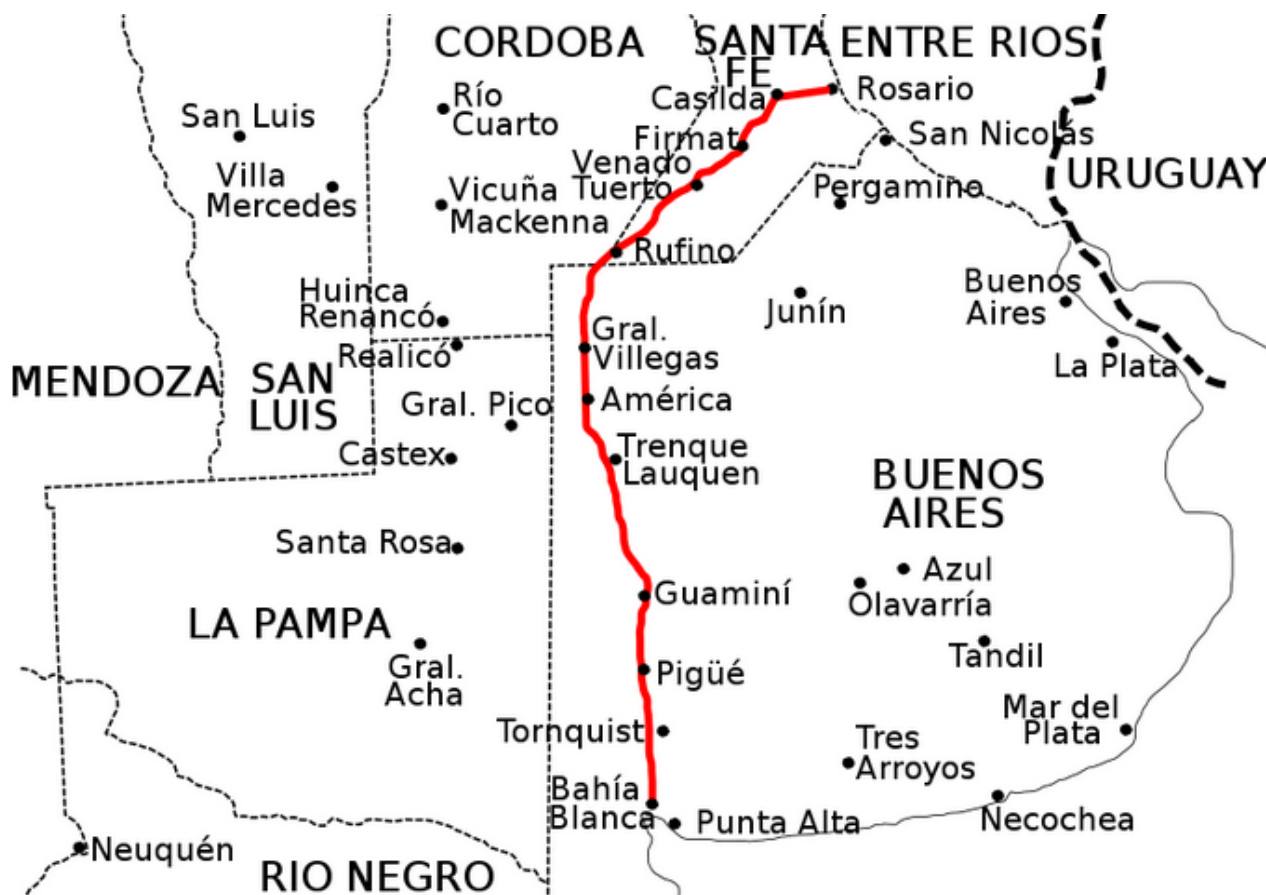 CORDOBA
SANTA
FE
ENTRE RIOS
Río
Cuarto
San Luis
Villa
Mercedes
Vicuña
Mackenna
Casilda
Rosario
Firmat
San Nicolás
Venado
Tuerto
Pergamino
URUGUAY
Rufino
Huinca
Renancó
Realicó
Gral.
Villegas
Junín
Buenos
Aires
La Plata
MENDOZA
SAN
LUIS
Gral. Pico
América
Castex
Trenque
Lauquen
BUENOS
AIRES
Santa Rosa
Guaminí
Azul
Olavarría
LA PAMPA
Gral.
Acha
Pigüé
Tandil
Tornquist
Mar del
Plata
Tres
Arroyos
Bahía
Blanca
Punta Alta
Necochea
Neuquén
RIO NEGRO